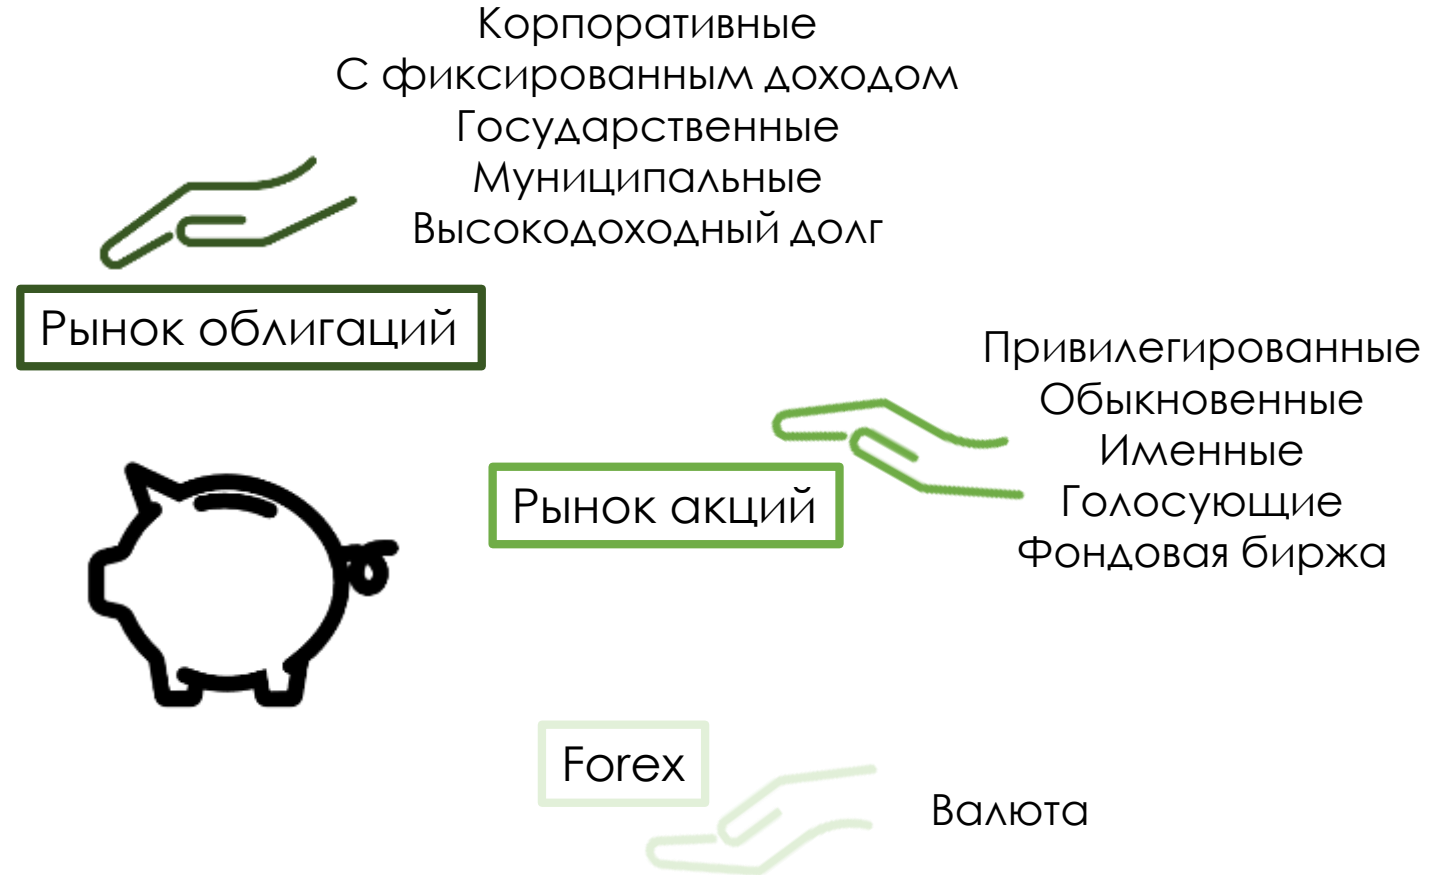 Корпоративные
С фиксированным доходом
Государственные
Муниципальные
Высокодоходный долг
Рынок облигаций
Привилегированные
Обыкновенные
Именные
Голосующие
Фондовая биржа
Рынок акций
Forex
Валюта